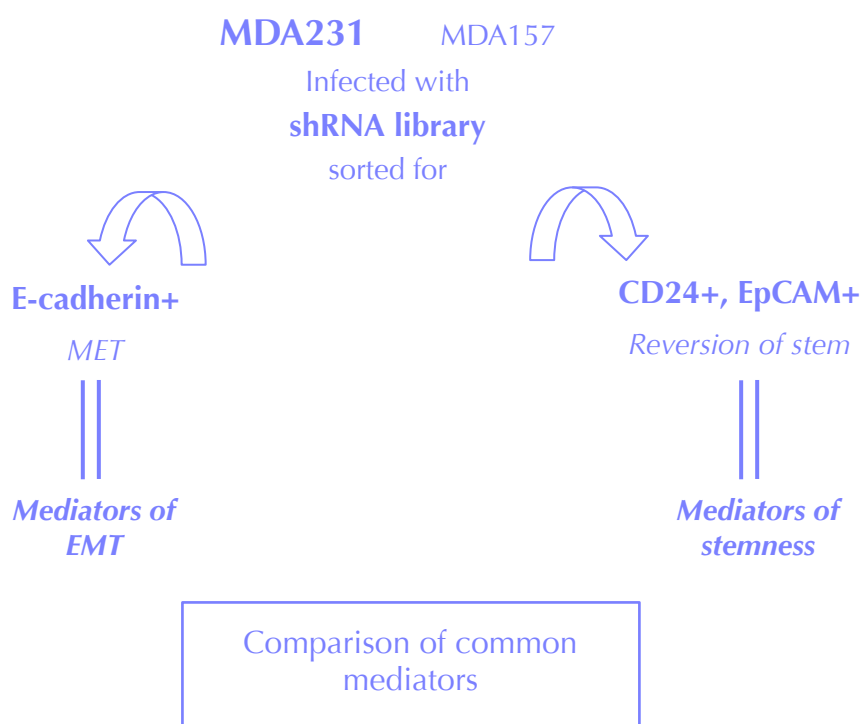 MDA231 MDA157
Infected with
shRNA library
sorted for
E-cadherin+
MET
CD24+, EpCAM+
Reversion of stem
Mediators of
EMT
Mediators of
stemness
Comparison of common
mediators